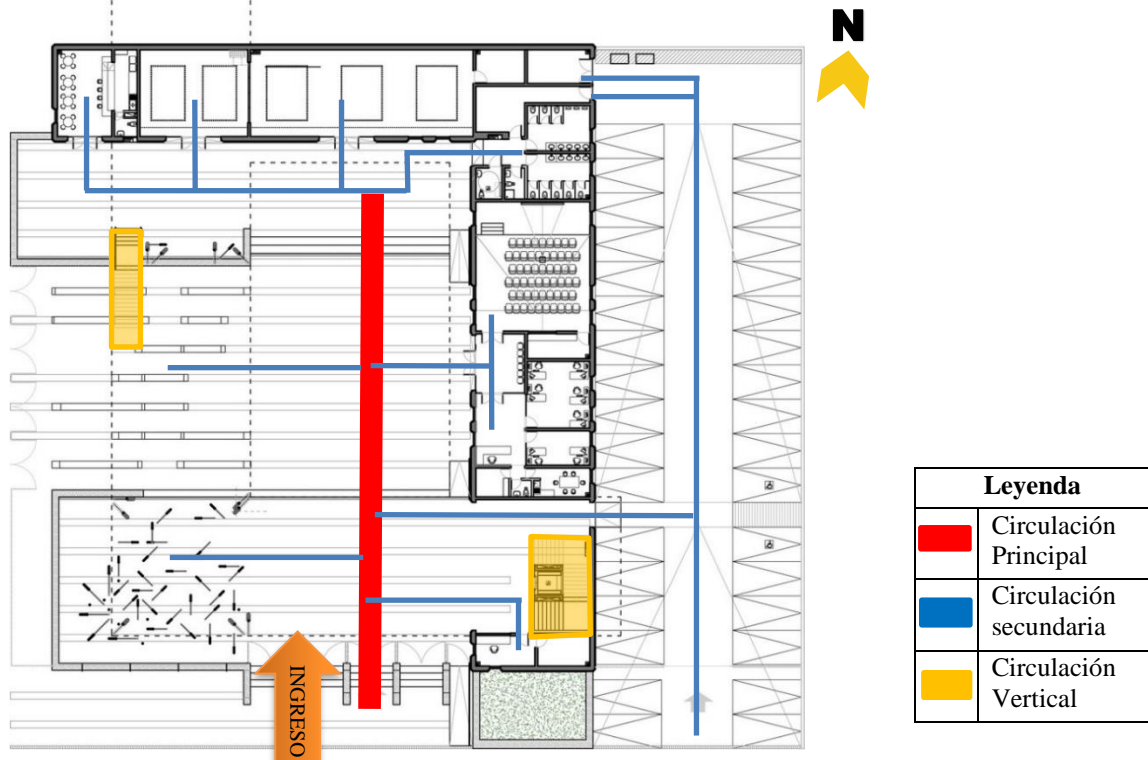 N
Leyenda
Circulación
Principal
Circulación
secundaria
Circulación
Vertical
INGRESO